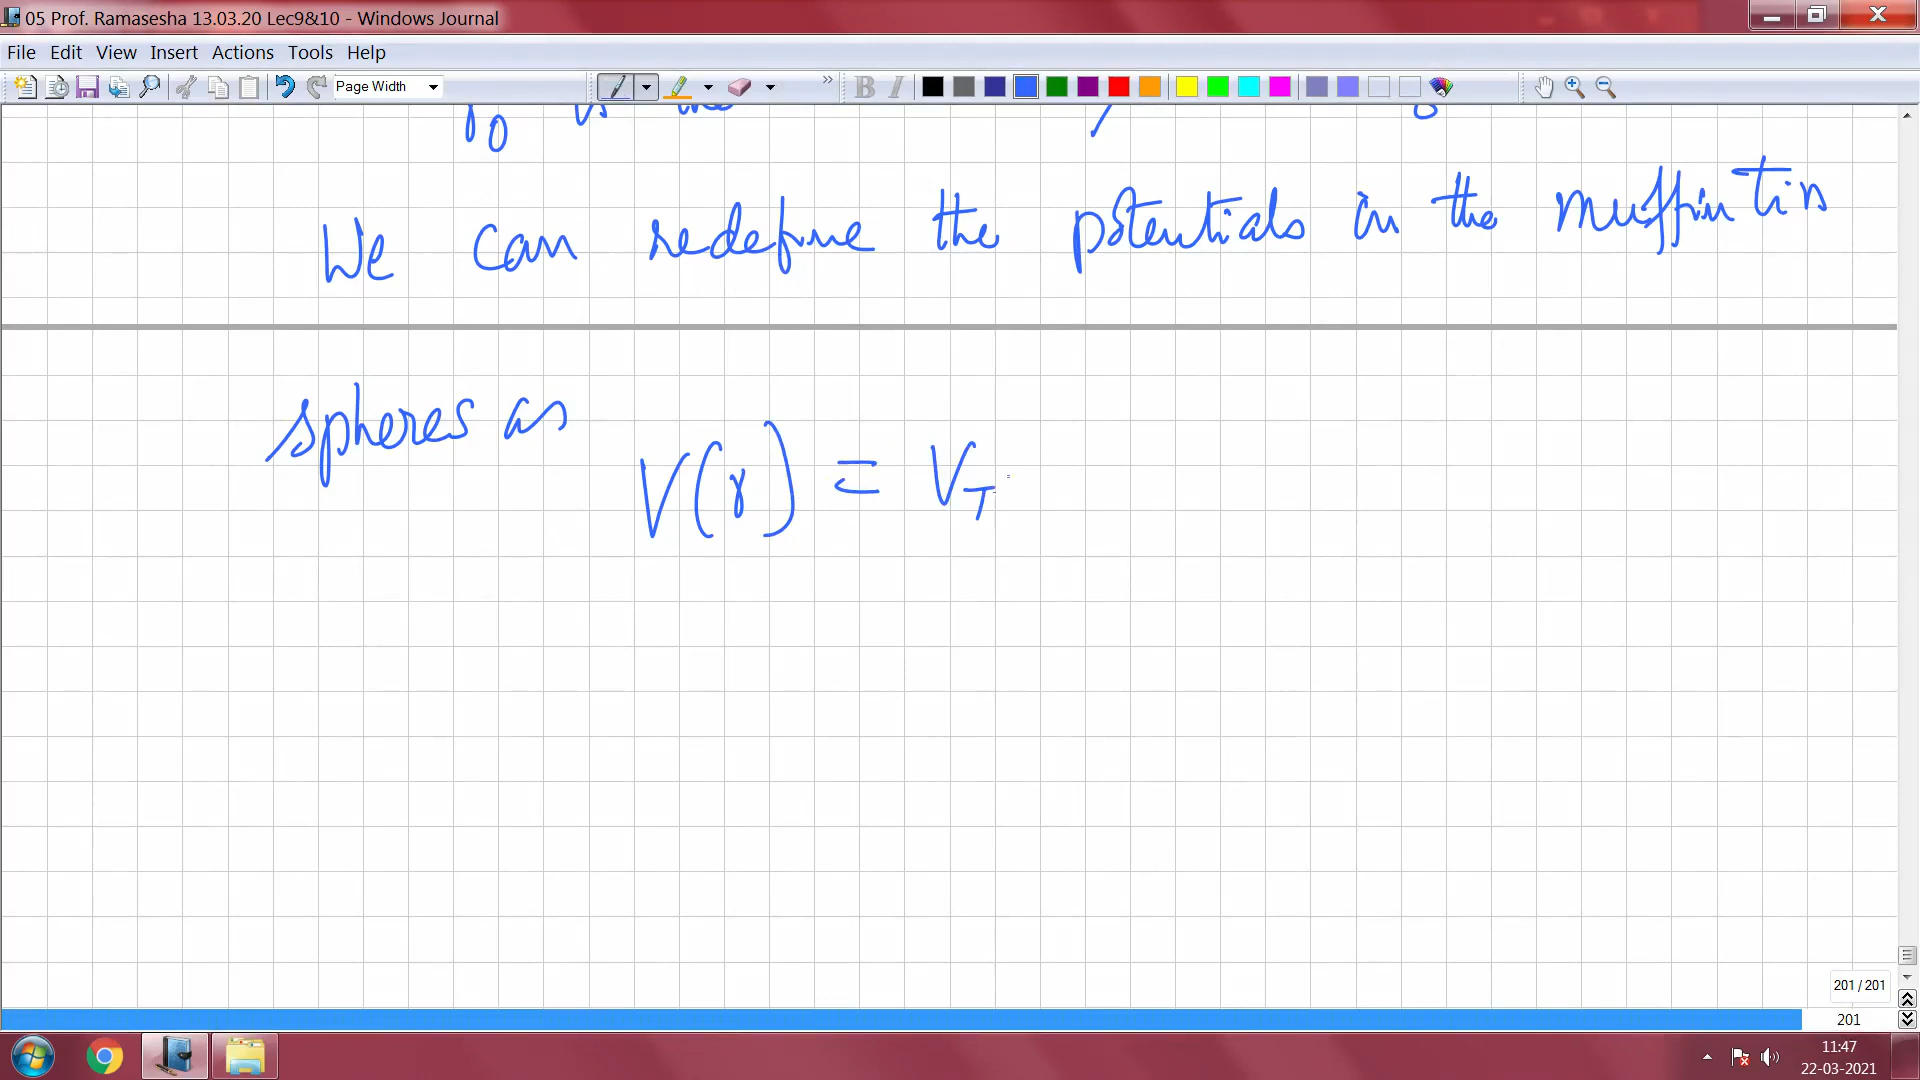 05 Prof. Ramasesha 13.03.20 Lec9&10 - Windows Journal
File Edit View Insert Actions Tools Help
Page Width
B I
is the
We can redefine the potentials in the muffin tin
spheres as
V(r) = V_T
201 / 201
201
11:47
22-03-2021